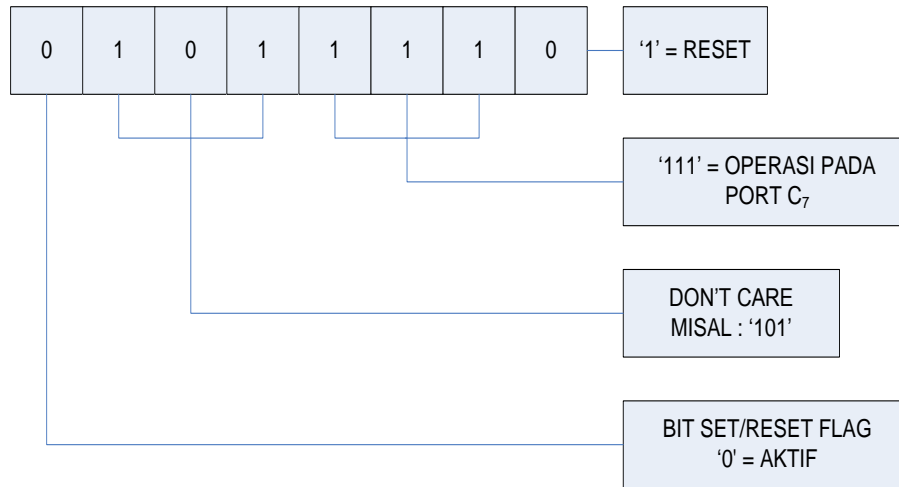 0 1 0 1 1 1 1 0
‘1’ = RESET
‘111’ = OPERASI PADA
PORT C₇
DON’T CARE
MISAL : ‘101’
BIT SET/RESET FLAG
‘0' = AKTIF